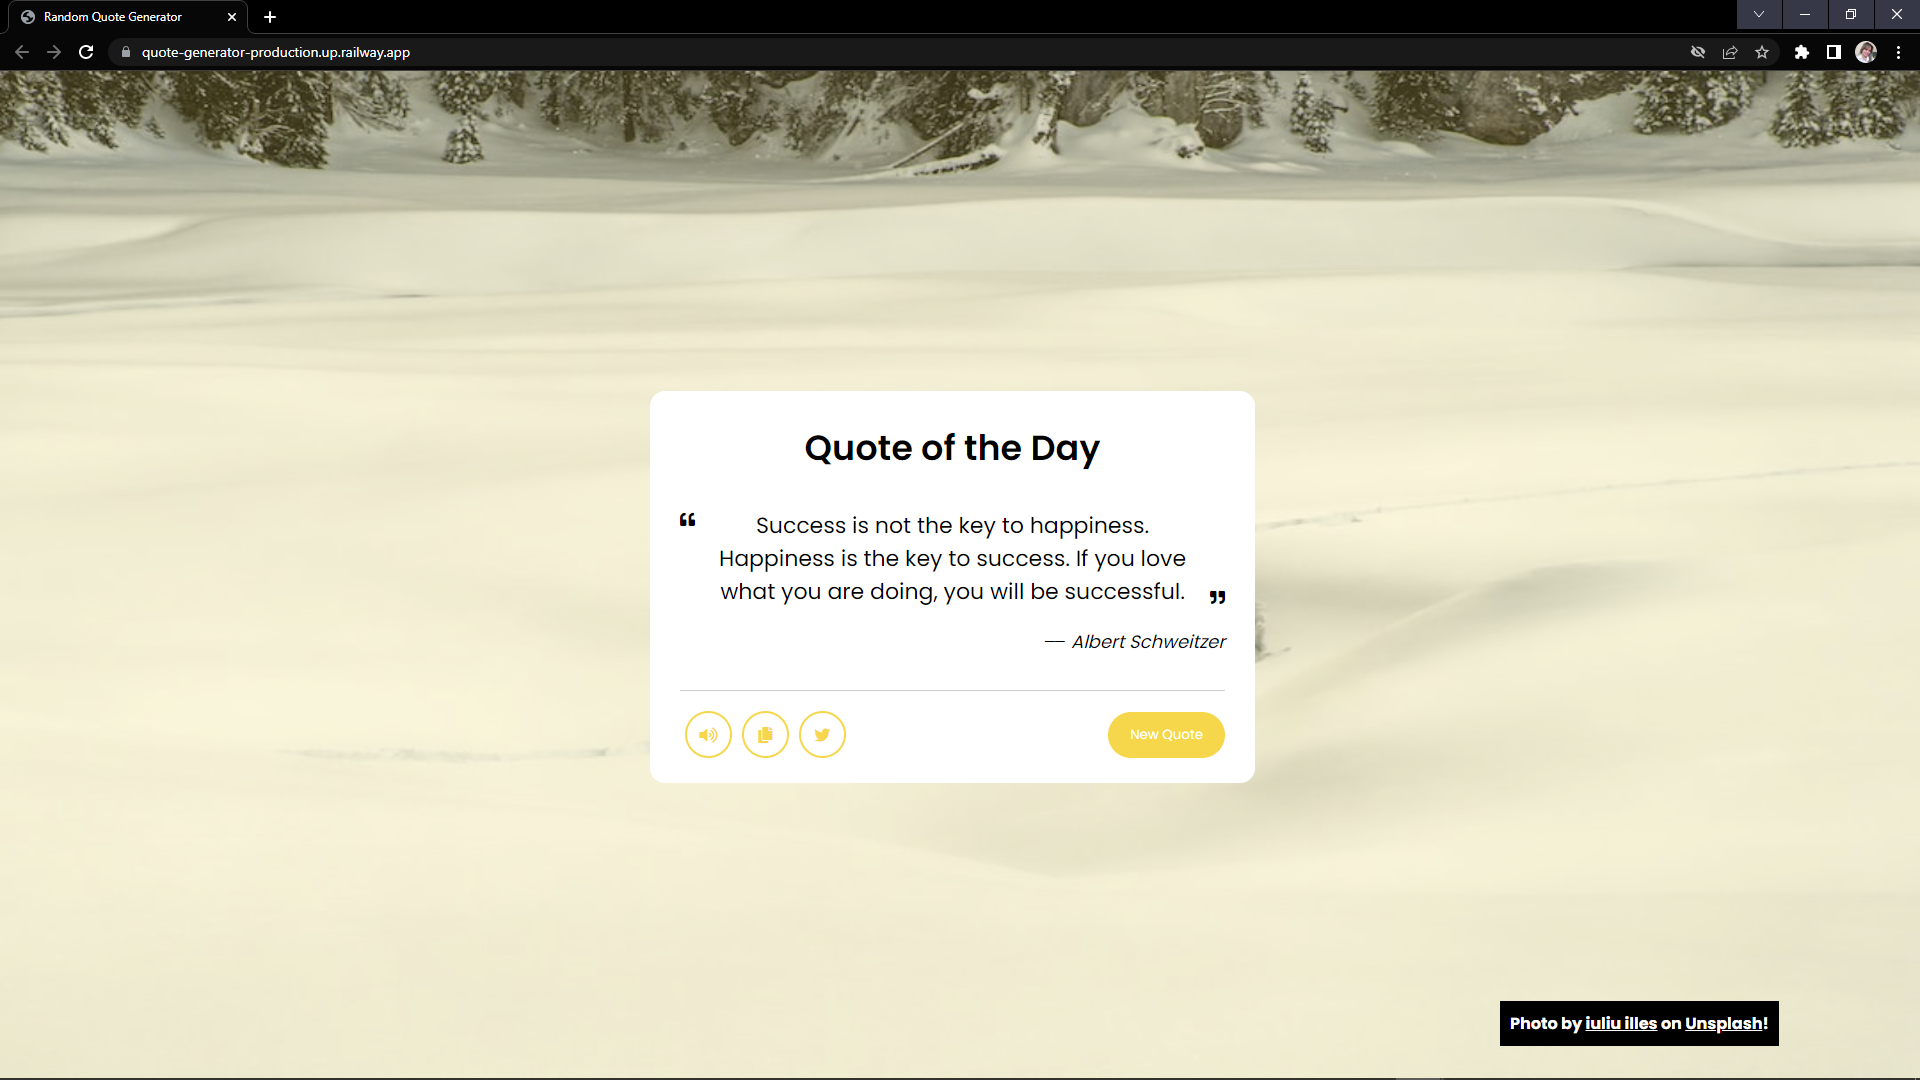 Random Quote Generator
quote-generator-production.up.railway.app
Quote of the Day
“
Success is not the key to happiness.
Happiness is the key to success. If you love
what you are doing, you will be successful.
”
— Albert Schweitzer
New Quote
Photo by iuliu illes on Unsplash!